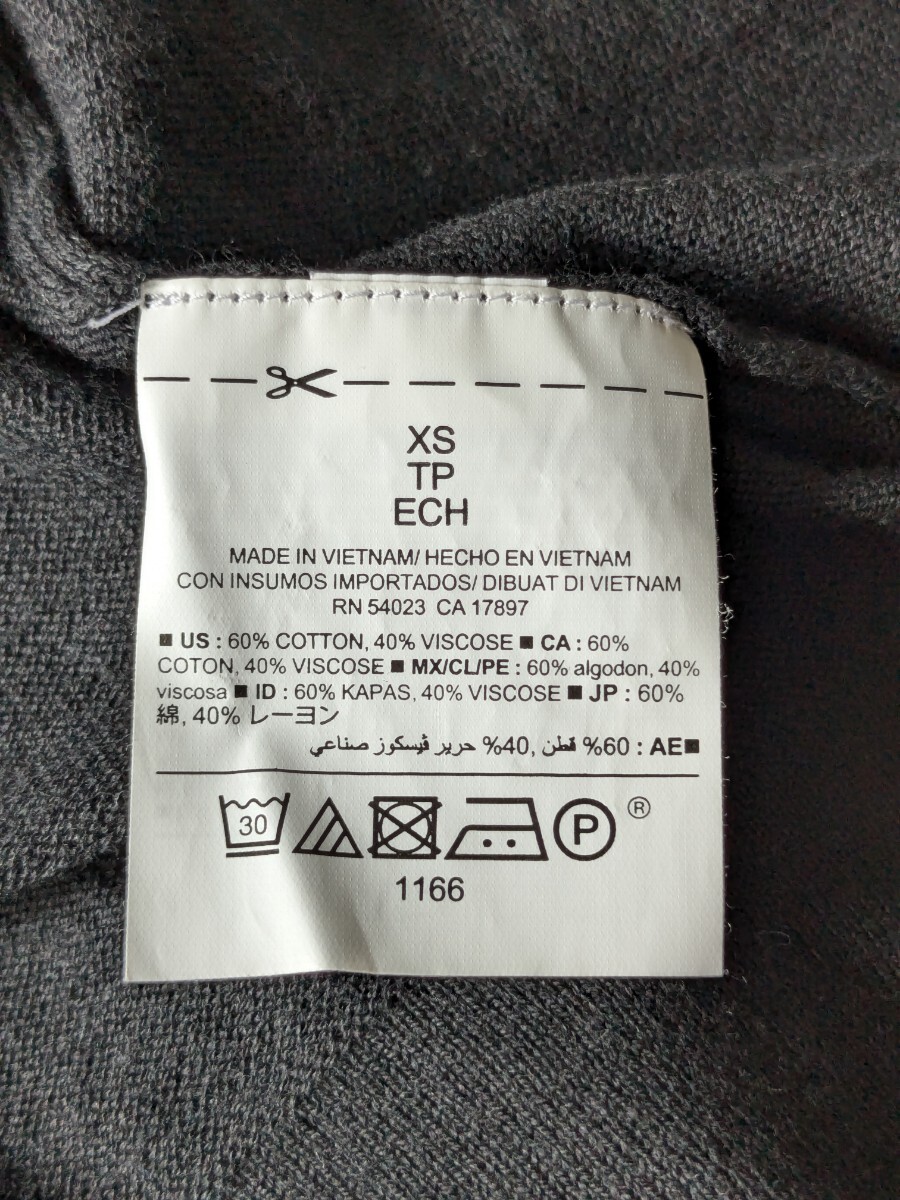 XS
TP
ECH
MADE IN VIETNAM/ HECHO EN VIETNAM
CON INSUMOS IMPORTADOS/ DIBUAT DI VIETNAM
RN 54023 CA 17897
■ US : 60% COTTON, 40% VISCOSE ■ CA : 60%
COTON, 40% VISCOSE ■ MX/CL/PE : 60% algodon, 40%
viscosa ■ ID : 60% KAPAS, 40% VISCOSE ■ JP : 60%
綿, 40% レーヨン
■AE : 60% قطن, 40% حرير ڤيسكوز صناعي
30 P ®
1166